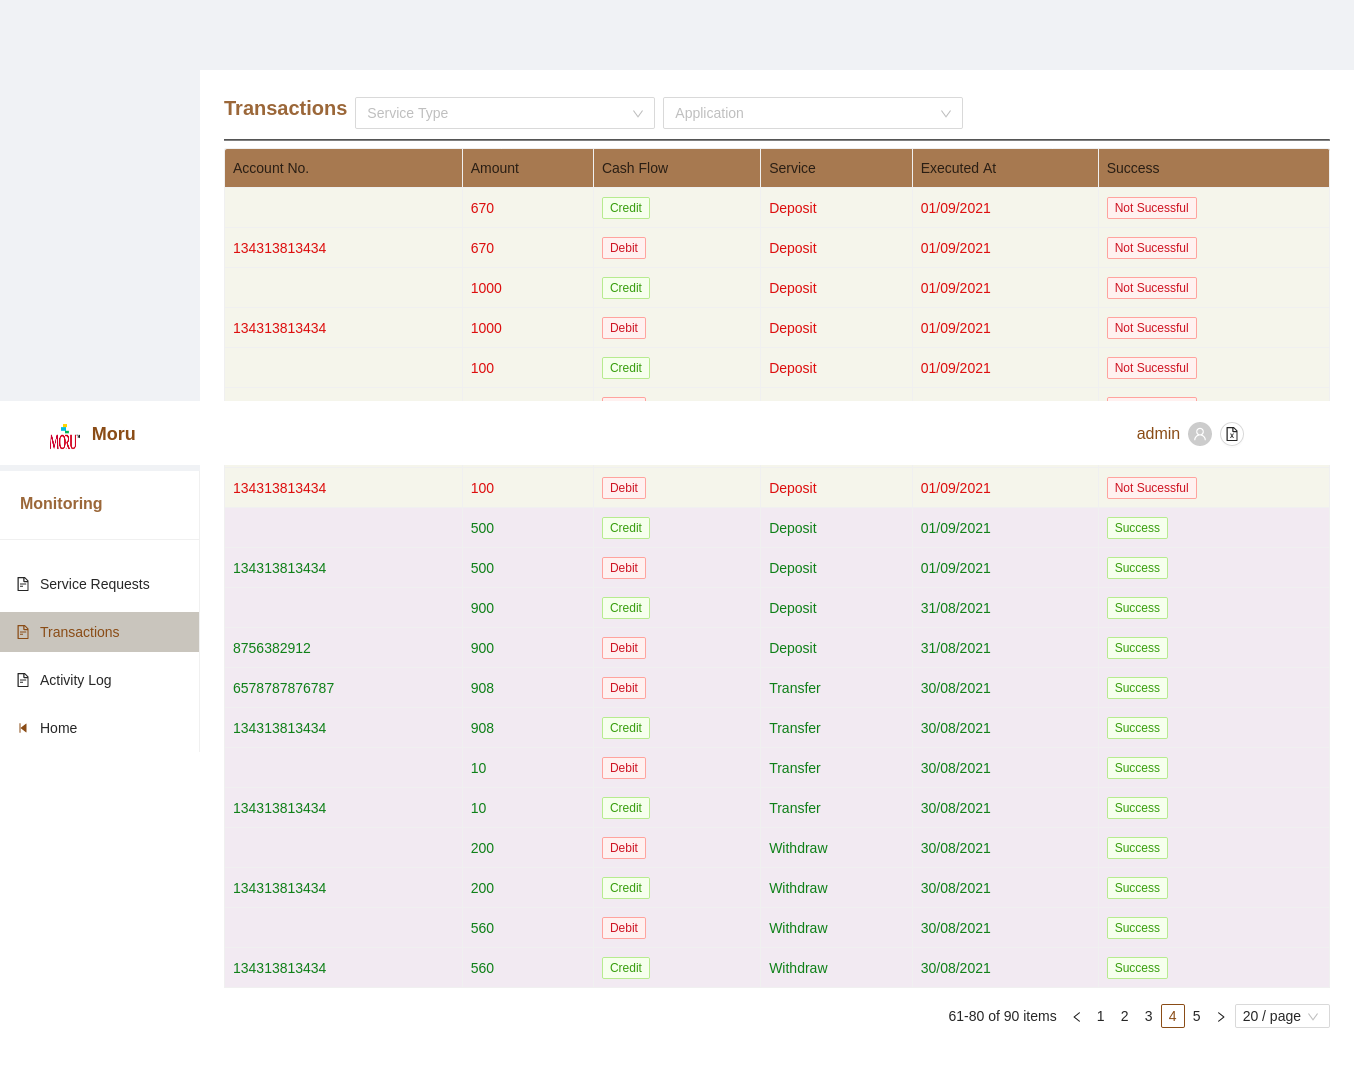 Transactions Service Type Application
Account No. Amount Cash Flow Service Executed At Success
670 Credit Deposit 01/09/2021 Not Sucessful
134313813434 670 Debit Deposit 01/09/2021 Not Sucessful
1000 Credit Deposit 01/09/2021 Not Sucessful
134313813434 1000 Debit Deposit 01/09/2021 Not Sucessful
100 Credit Deposit 01/09/2021 Not Sucessful
MORU Moru admin
134313813434 100 Debit Deposit 01/09/2021 Not Sucessful
Monitoring
Service Requests
Transactions
Activity Log
Home
500 Credit Deposit 01/09/2021 Success
134313813434 500 Debit Deposit 01/09/2021 Success
900 Credit Deposit 31/08/2021 Success
8756382912 900 Debit Deposit 31/08/2021 Success
6578787876787 908 Debit Transfer 30/08/2021 Success
134313813434 908 Credit Transfer 30/08/2021 Success
10 Debit Transfer 30/08/2021 Success
134313813434 10 Credit Transfer 30/08/2021 Success
200 Debit Withdraw 30/08/2021 Success
134313813434 200 Credit Withdraw 30/08/2021 Success
560 Debit Withdraw 30/08/2021 Success
134313813434 560 Credit Withdraw 30/08/2021 Success
61-80 of 90 items 1 2 3 4 5 20 / page